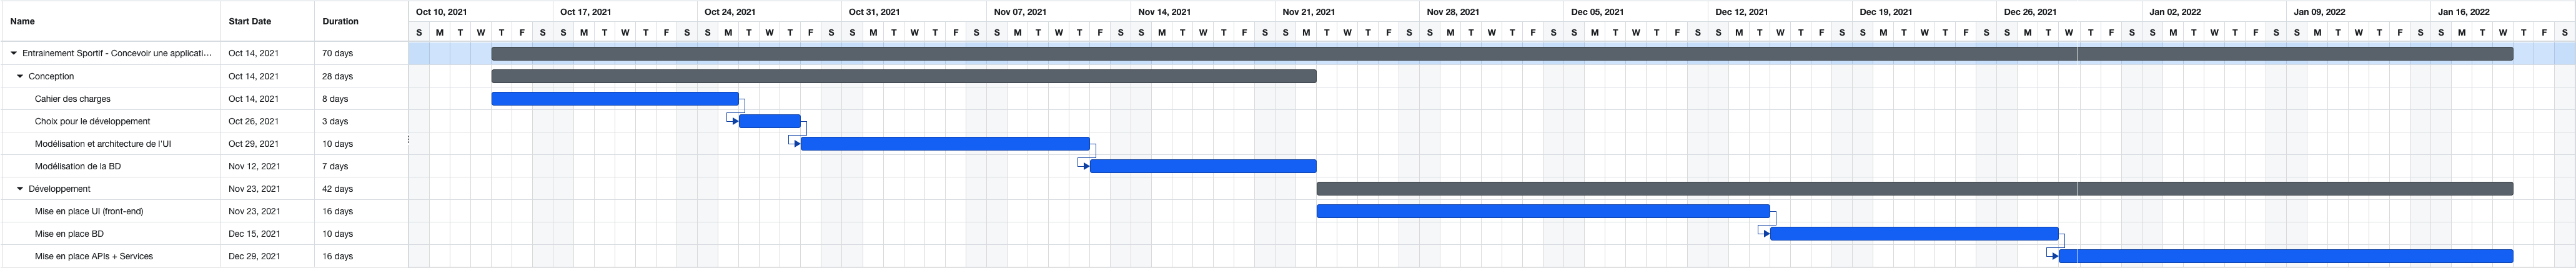 Name Start Date Duration Oct 10, 2021 Oct 17, 2021 Oct 24, 2021 Oct 31, 2021 Nov 07, 2021 Nov 14, 2021 Nov 21, 2021 Nov 28, 2021 Dec 05, 2021 Dec 12, 2021 Dec 19, 2021 Dec 26, 2021 Jan 02, 2022 Jan 09, 2022 Jan 16, 2022
S M T W T F S S M T W T F S S M T W T F S S M T W T F S S M T W T F S S M T W T F S S M T W T F S S M T W T F S S M T W T F S S M T W T F S S M T W T F S S M T W T F S S M T W T F S S M T W T F S S M T W T F S
Entrainement Sportif - Concevoir une applicati... Oct 14, 2021 70 days
Conception Oct 14, 2021 28 days
Cahier des charges Oct 14, 2021 8 days
Choix pour le développement Oct 26, 2021 3 days
Modélisation et architecture de l'UI Oct 29, 2021 10 days
Modélisation de la BD Nov 12, 2021 7 days
Développement Nov 23, 2021 42 days
Mise en place UI (front-end) Nov 23, 2021 16 days
Mise en place BD Dec 15, 2021 10 days
Mise en place APIs + Services Dec 29, 2021 16 days